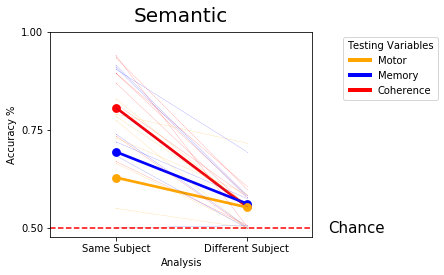 Semantic
1.00
0.75
0.50
Accuracy %
Same Subject
Different Subject
Analysis
Testing Variables
Motor
Memory
Coherence
Chance